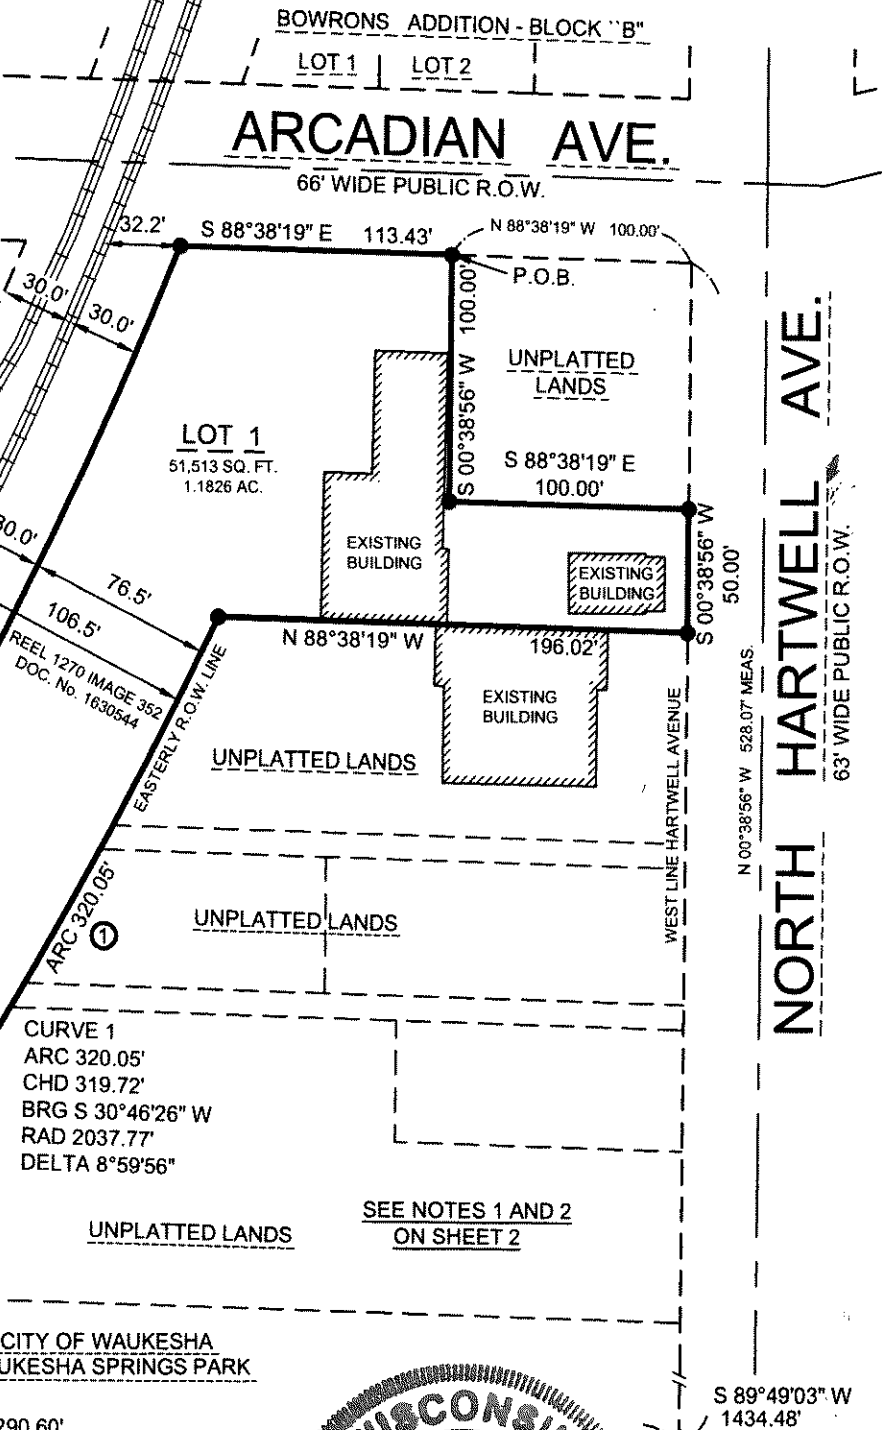 BOWRONS ADDITION - BLOCK ``B"
LOT 1
LOT 2
ARCADIAN AVE.
66' WIDE PUBLIC R.O.W.
32.2'
S 88°38'19" E 113.43'
N 88°38'19" W 100.00'
P.O.B.
30.0'
30.0'
S 00°38'56" W 100.00'
UNPLATTED
LANDS
LOT 1
51,513 SQ. FT.
1.1826 AC.
S 88°38'19" E
100.00'
EXISTING
BUILDING
EXISTING
BUILDING
S 00°38'56" W
50.00'
30.0'
76.5'
106.5'
REEL 1270 IMAGE 352
DOC. No. 1630544
EASTERLY R.O.W. LINE
N 88°38'19" W 196.02'
EXISTING
BUILDING
UNPLATTED LANDS
WEST LINE HARTWELL AVENUE
N 00°38'56" W 528.07' MEAS.
NORTH HARTWELL AVE.
63' WIDE PUBLIC R.O.W.
ARC 320.05'
1
UNPLATTED LANDS
CURVE 1
ARC 320.05'
CHD 319.72'
BRG S 30°46'26" W
RAD 2037.77'
DELTA 8°59'56"
UNPLATTED LANDS
SEE NOTES 1 AND 2
ON SHEET 2
CITY OF WAUKESHA
UKESHA SPRINGS PARK
290.60'
WISCONSI
S 89°49'03" W
1434.48'